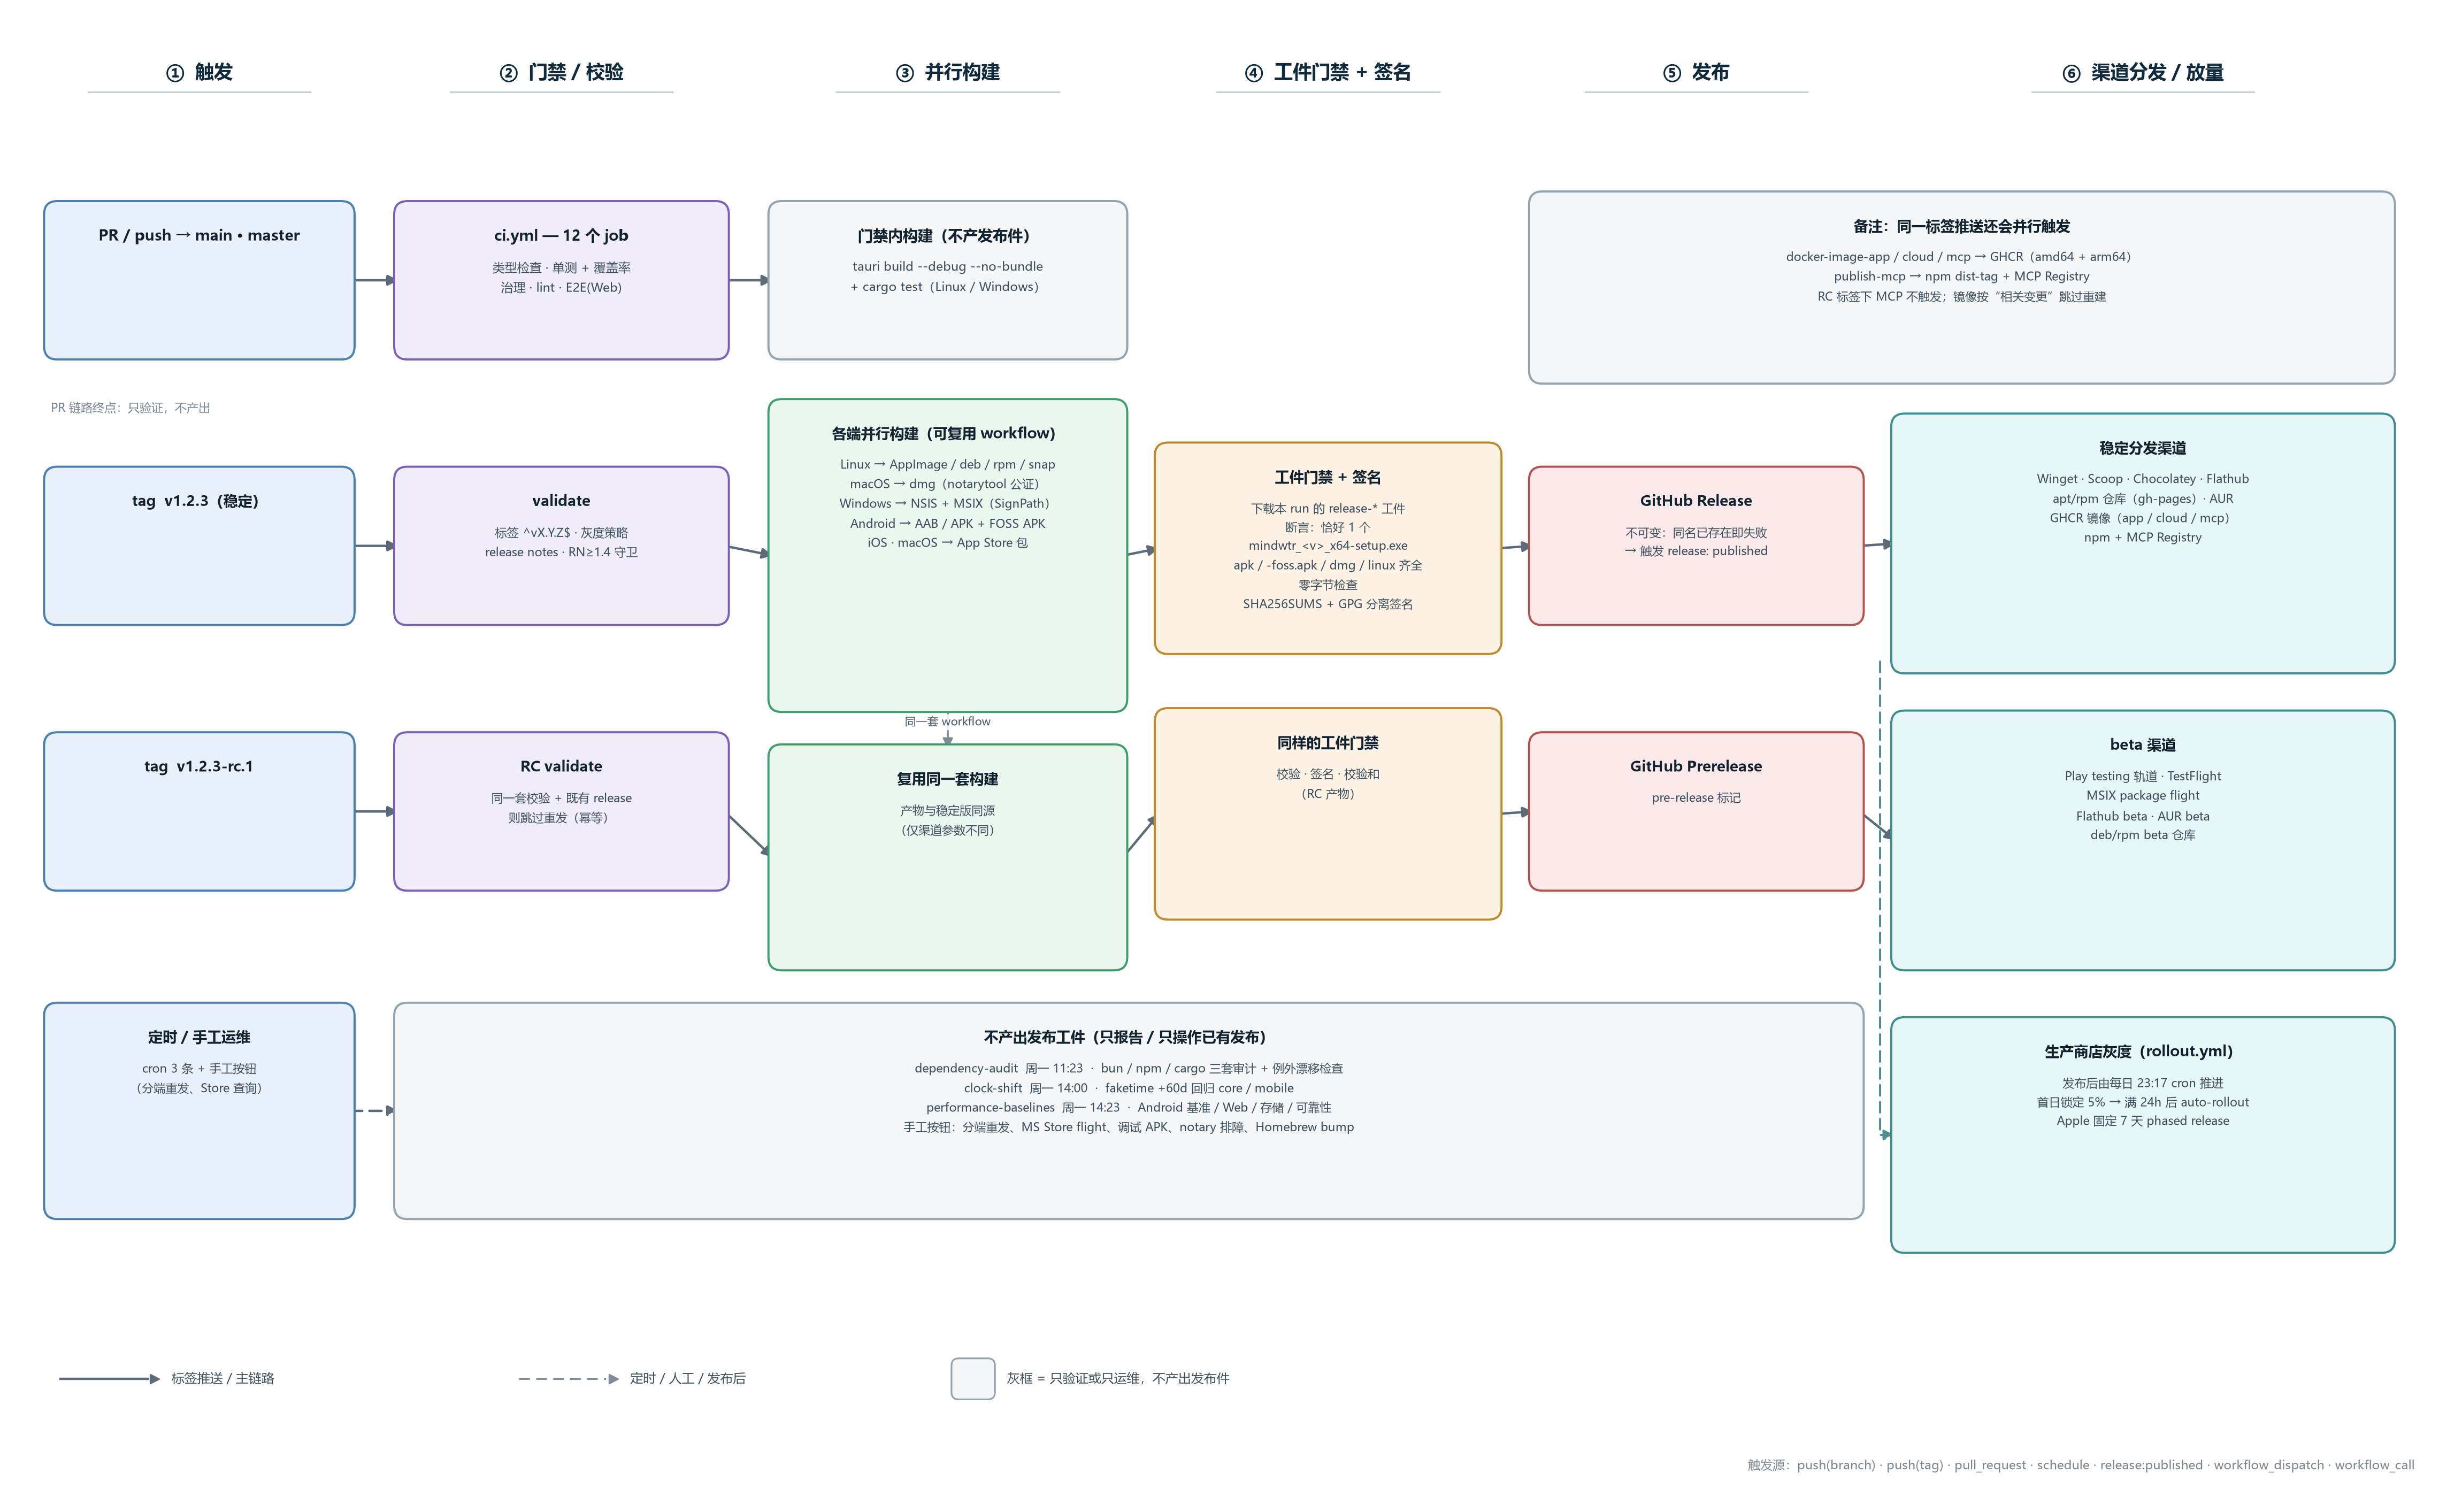 ① 触发
② 门禁 / 校验
③ 并行构建
④ 工件门禁 + 签名
⑤ 发布
⑥ 渠道分发 / 放量
PR / push → main • master
ci.yml — 12 个 job
类型检查 · 单测 + 覆盖率
治理 · lint · E2E(Web)
门禁内构建（不产发布件）
tauri build --debug --no-bundle
+ cargo test（Linux / Windows）
备注：同一标签推送还会并行触发
docker-image-app / cloud / mcp → GHCR（amd64 + arm64）
publish-mcp → npm dist-tag + MCP Registry
RC 标签下 MCP 不触发；镜像按“相关变更”跳过重建
PR 链路终点：只验证，不产出
tag v1.2.3（稳定）
validate
标签 ^vX.Y.Z$ · 灰度策略
release notes · RN≥1.4 守卫
各端并行构建（可复用 workflow）
Linux → AppImage / deb / rpm / snap
macOS → dmg（notarytool 公证）
Windows → NSIS + MSIX（SignPath）
Android → AAB / APK + FOSS APK
iOS · macOS → App Store 包
工件门禁 + 签名
下载本 run 的 release-* 工件
断言：恰好 1 个
mindwtr_<v>_x64-setup.exe
apk / -foss.apk / dmg / linux 齐全
零字节检查
SHA256SUMS + GPG 分离签名
GitHub Release
不可变：同名已存在即失败
→ 触发 release: published
稳定分发渠道
Winget · Scoop · Chocolatey · Flathub
apt/rpm 仓库（gh-pages）· AUR
GHCR 镜像（app / cloud / mcp）
npm + MCP Registry
同一套 workflow
tag v1.2.3-rc.1
RC validate
同一套校验 + 既有 release
则跳过重发（幂等）
复用同一套构建
产物与稳定版同源
（仅渠道参数不同）
同样的工件门禁
校验 · 签名 · 校验和
（RC 产物）
GitHub Prerelease
pre-release 标记
beta 渠道
Play testing 轨道 · TestFlight
MSIX package flight
Flathub beta · AUR beta
deb/rpm beta 仓库
定时 / 手工运维
cron 3 条 + 手工按钮
（分端重发、Store 查询）
不产出发布工件（只报告 / 只操作已有发布）
dependency-audit 周一 11:23 · bun / npm / cargo 三套审计 + 例外漂移检查
clock-shift 周一 14:00 · faketime +60d 回归 core / mobile
performance-baselines 周一 14:23 · Android 基准 / Web / 存储 / 可靠性
手工按钮：分端重发、MS Store flight、调试 APK、notary 排障、Homebrew bump
生产商店灰度（rollout.yml）
发布后由每日 23:17 cron 推进
首日锁定 5% → 满 24h 后 auto-rollout
Apple 固定 7 天 phased release
标签推送 / 主链路
定时 / 人工 / 发布后
灰框 = 只验证或只运维，不产出发布件
触发源：push(branch) · push(tag) · pull_request · schedule · release:published · workflow_dispatch · workflow_call